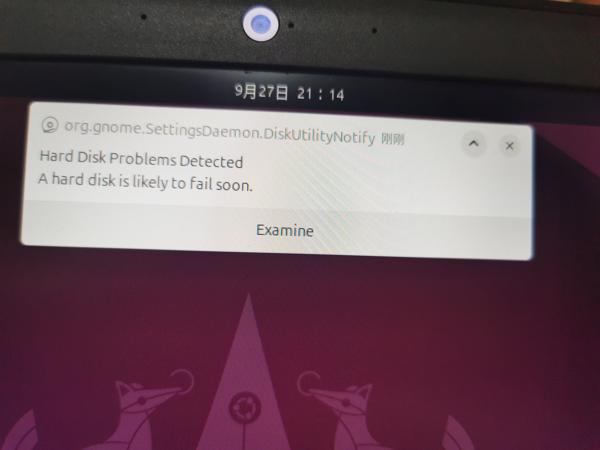 9月27日 21：14
org.gnome.SettingsDaemon.DiskUtilityNotify 刚刚
Hard Disk Problems Detected
A hard disk is likely to fail soon.
Examine